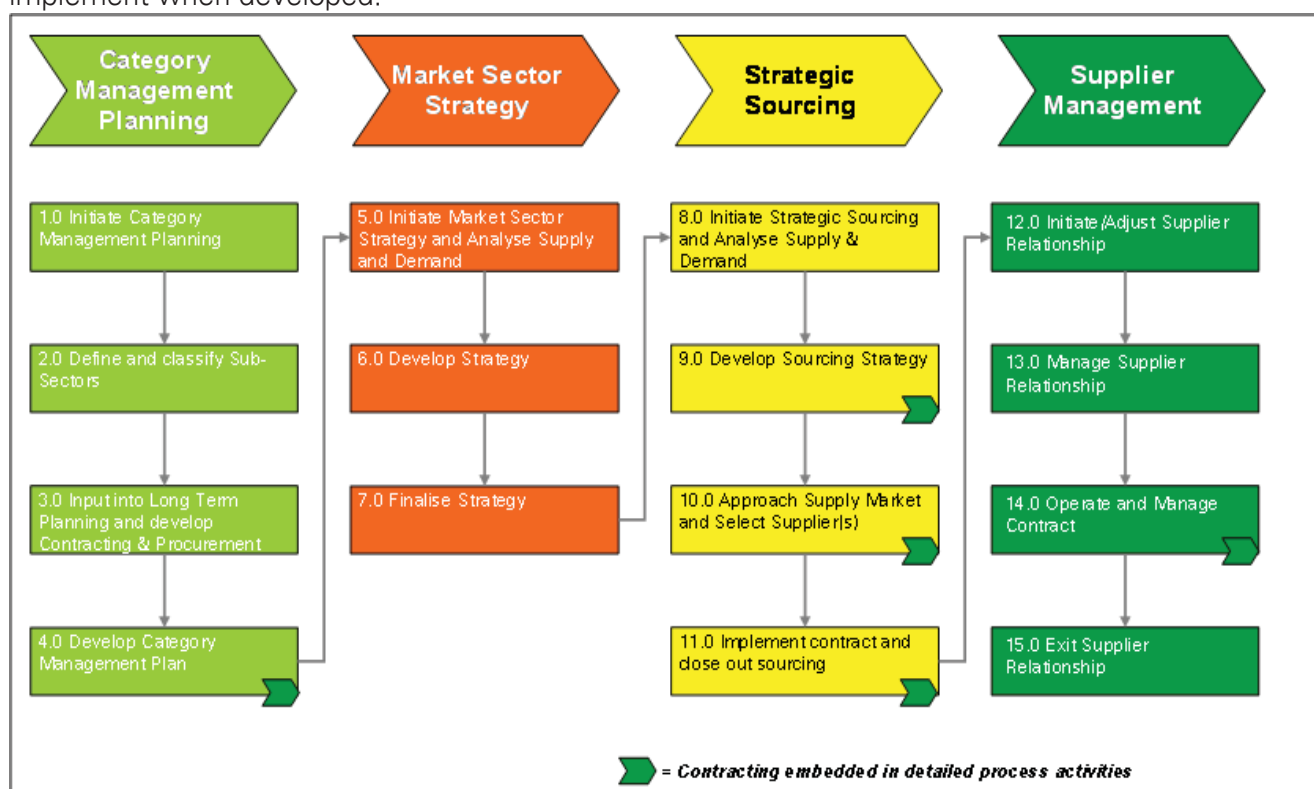 implement when developed.
Category
Management
Planning
Market Sector
Strategy
Strategic
Sourcing
Supplier
Management
1.0 Initiate Category
Management Planning
2.0 Define and classify Sub-
Sectors
3.0 Input into Long Term
Planning and develop
Contracting & Procurement
4.0 Develop Category
Management Plan
5.0 Initiate Market Sector
Strategy and Analyse Supply
and Demand
6.0 Develop Strategy
7.0 Finalise Strategy
8.0 Initiate Strategic Sourcing
and Analyse Supply &
Demand
9.0 Develop Sourcing Strategy
10.0 Approach Supply Market
and Select Supplier(s)
11.0 Implement contract and
close out sourcing
12.0 Initiate/Adjust Supplier
Relationship
13.0 Manage Supplier
Relationship
14.0 Operate and Manage
Contract
15.0 Exit Supplier
Relationship
= Contracting embedded in detailed process activities